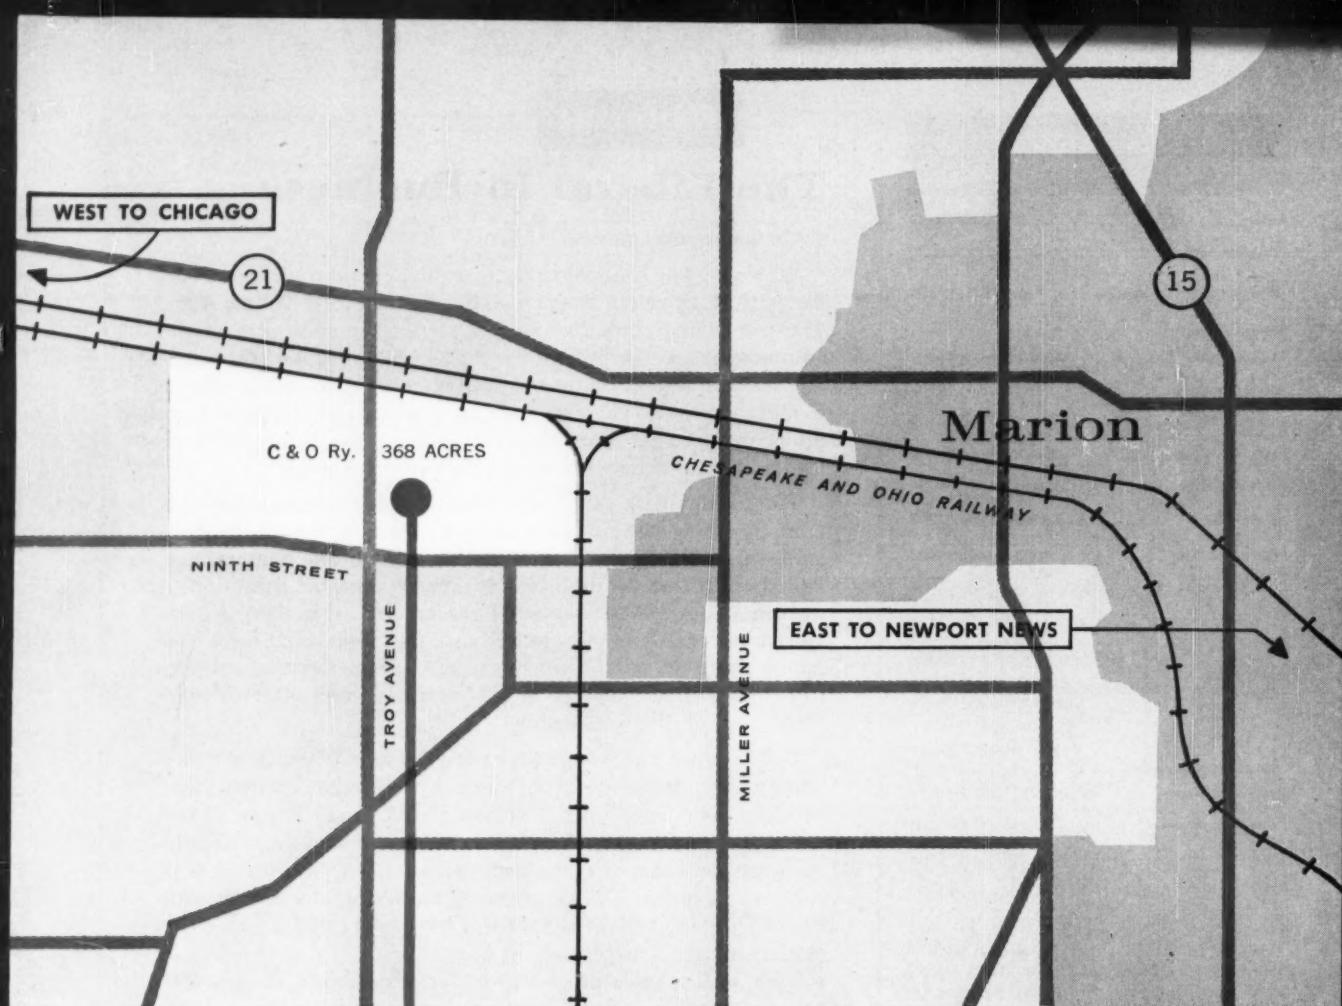 WEST TO CHICAGO
21
15
Marion
C & O Ry. 368 ACRES
CHESAPEAKE AND OHIO RAILWAY
NINTH STREET
EAST TO NEWPORT NEWS
TROY AVENUE
MILLER AVENUE